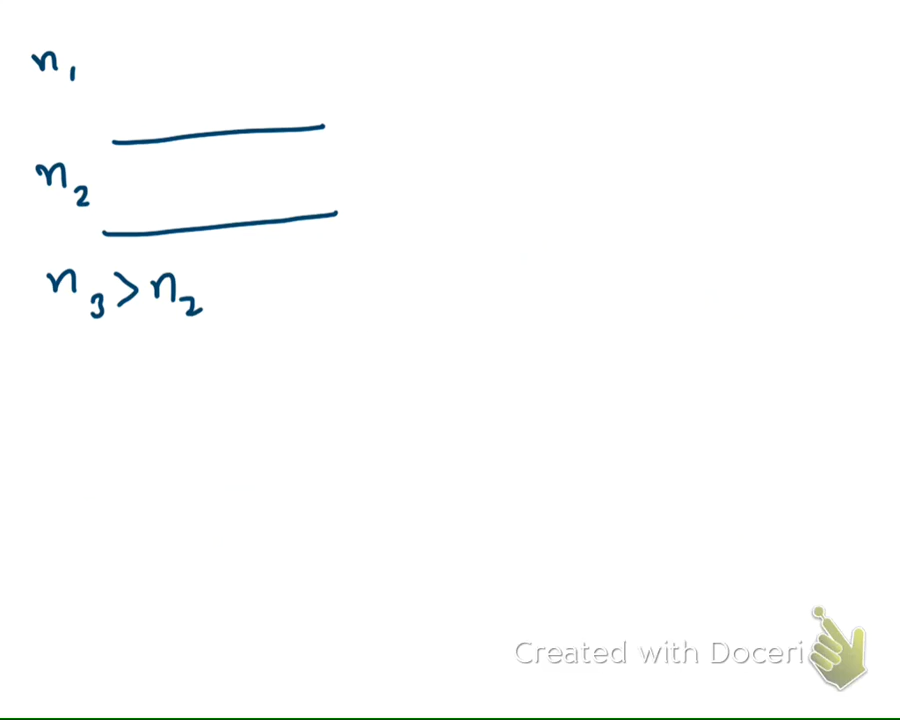 n₁
n₂
n₃ > n₂
Created with Doceri